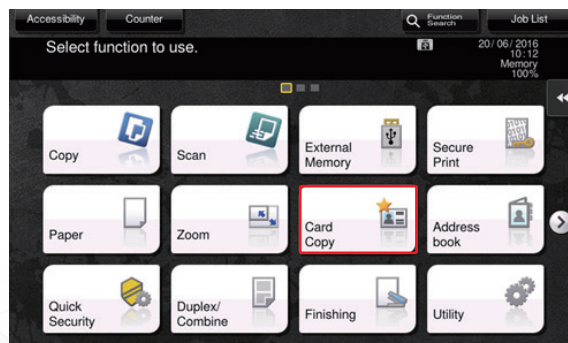 Accessibility Counter Function Search Job List
Select function to use.
20/06/2016
10:12
Memory
100%
Copy
Scan
External
Memory
Secure
Print
Paper
Zoom
Card
Copy
Address
book
Quick
Security
Duplex/
Combine
Finishing
Utility